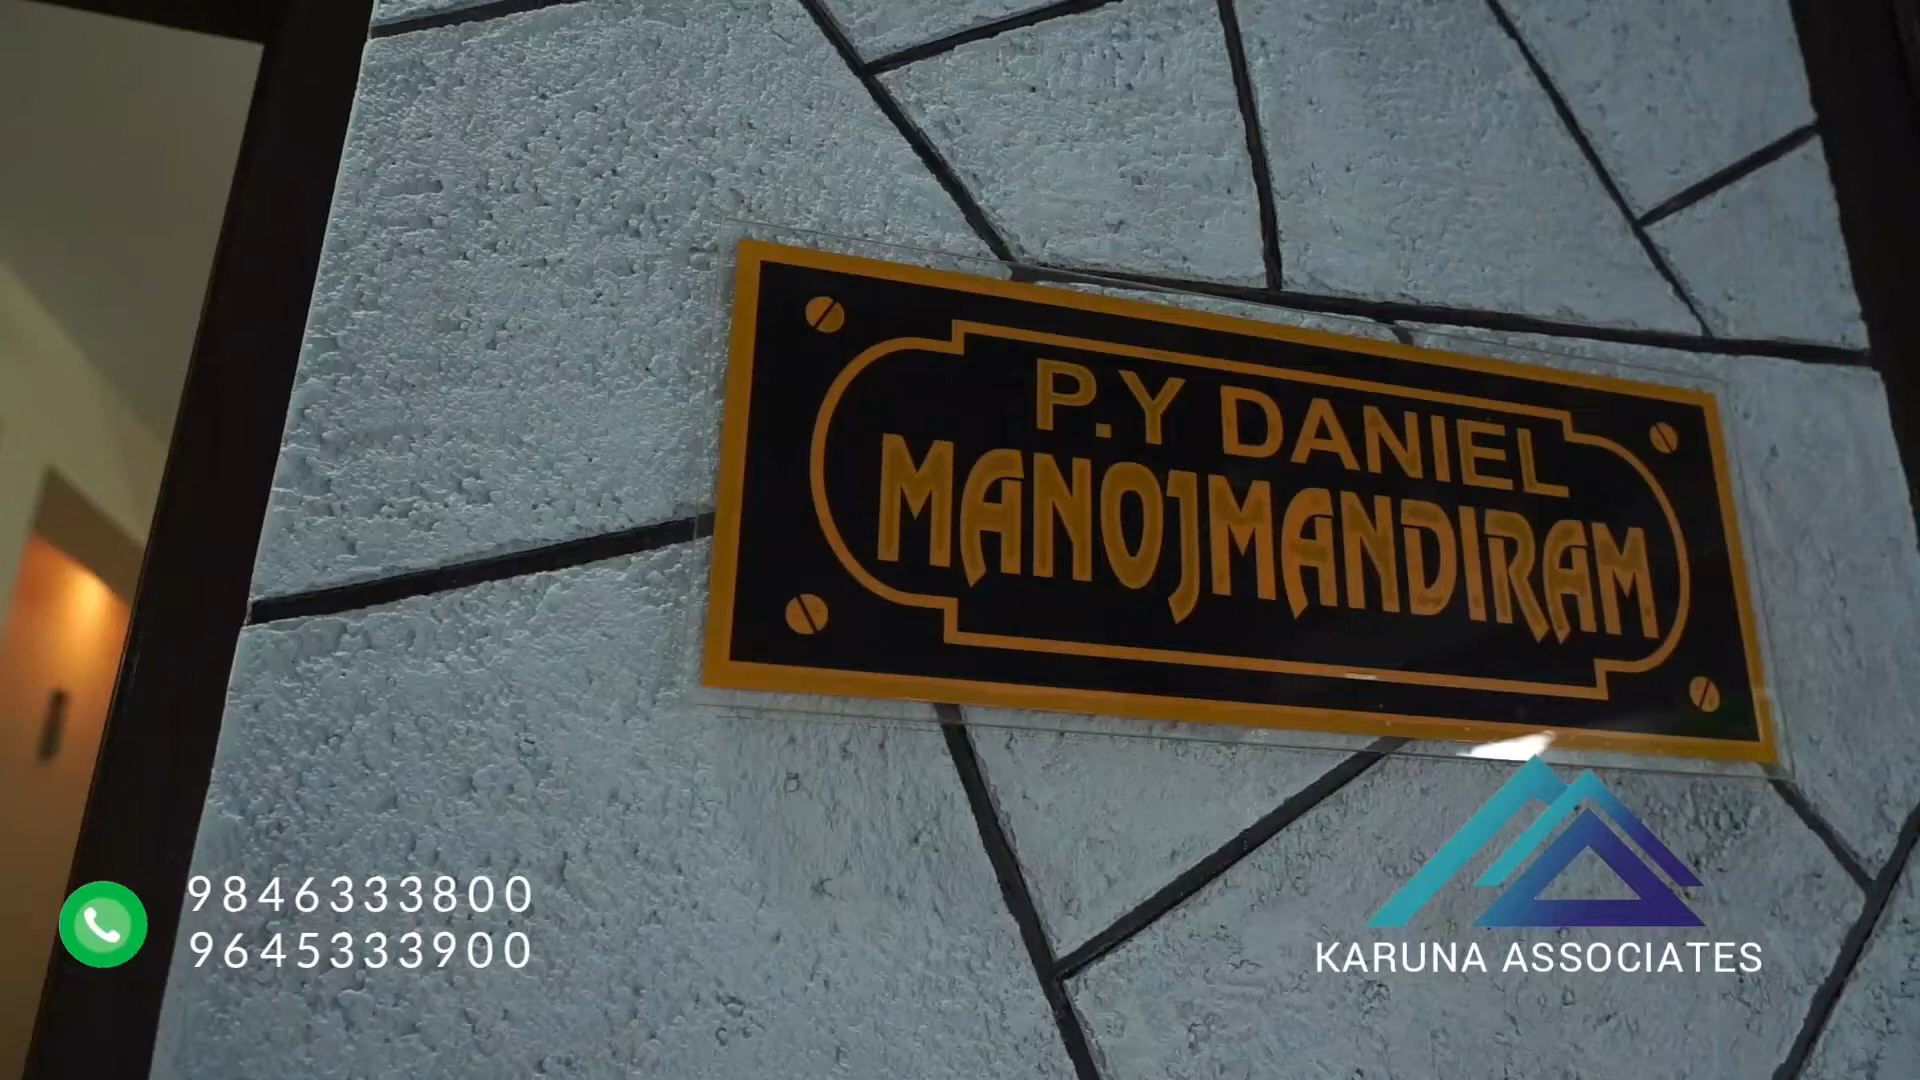 P.Y DANIEL
MANOJMANDIRAM
9846333800
9645333900
KARUNA ASSOCIATES